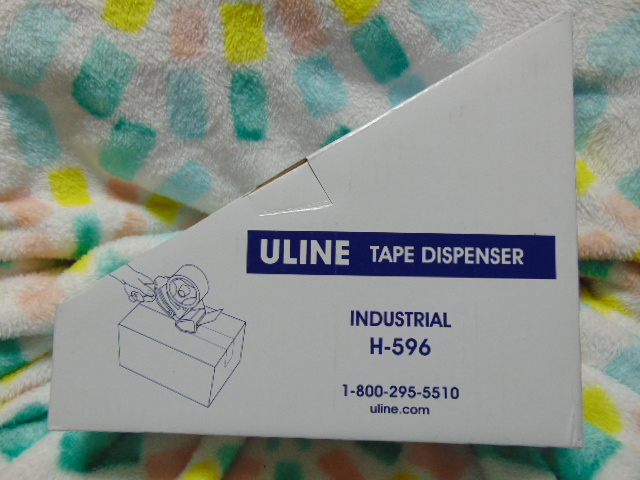 ULINE TAPE DISPENSER
INDUSTRIAL
H-596
1-800-295-5510
uline.com